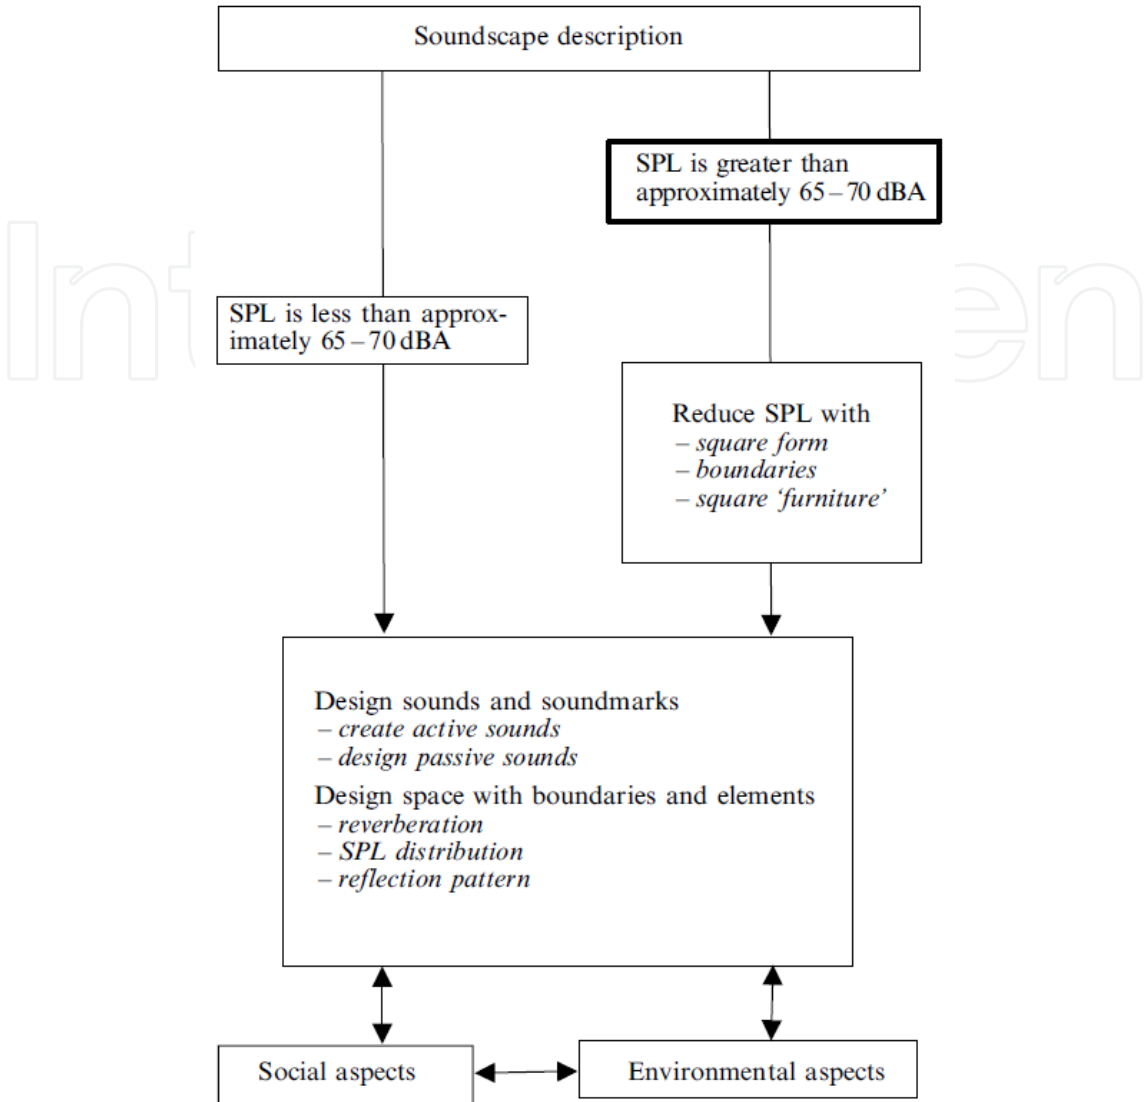 Soundscape description
SPL is greater than
approximately 65 – 70 dBA
SPL is less than approx-
imately 65 – 70 dBA
Reduce SPL with
– square form
– boundaries
– square ‘furniture’
Design sounds and soundmarks
– create active sounds
– design passive sounds
Design space with boundaries and elements
– reverberation
– SPL distribution
– reflection pattern
Social aspects
Environmental aspects